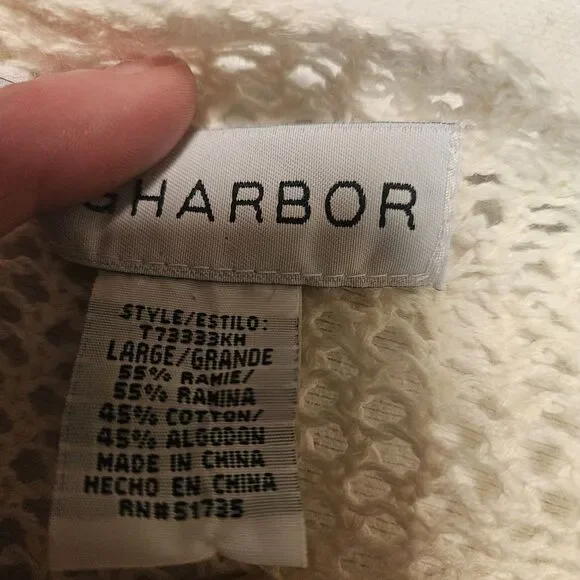 SHARBOR
STYLE/ESTILO:
T73333KH
LARGE/GRANDE
55% RAMIE/
55% RAMINA
45% COTTON/
45% ALGODON
MADE IN CHINA
HECHO EN CHINA
RN#51735